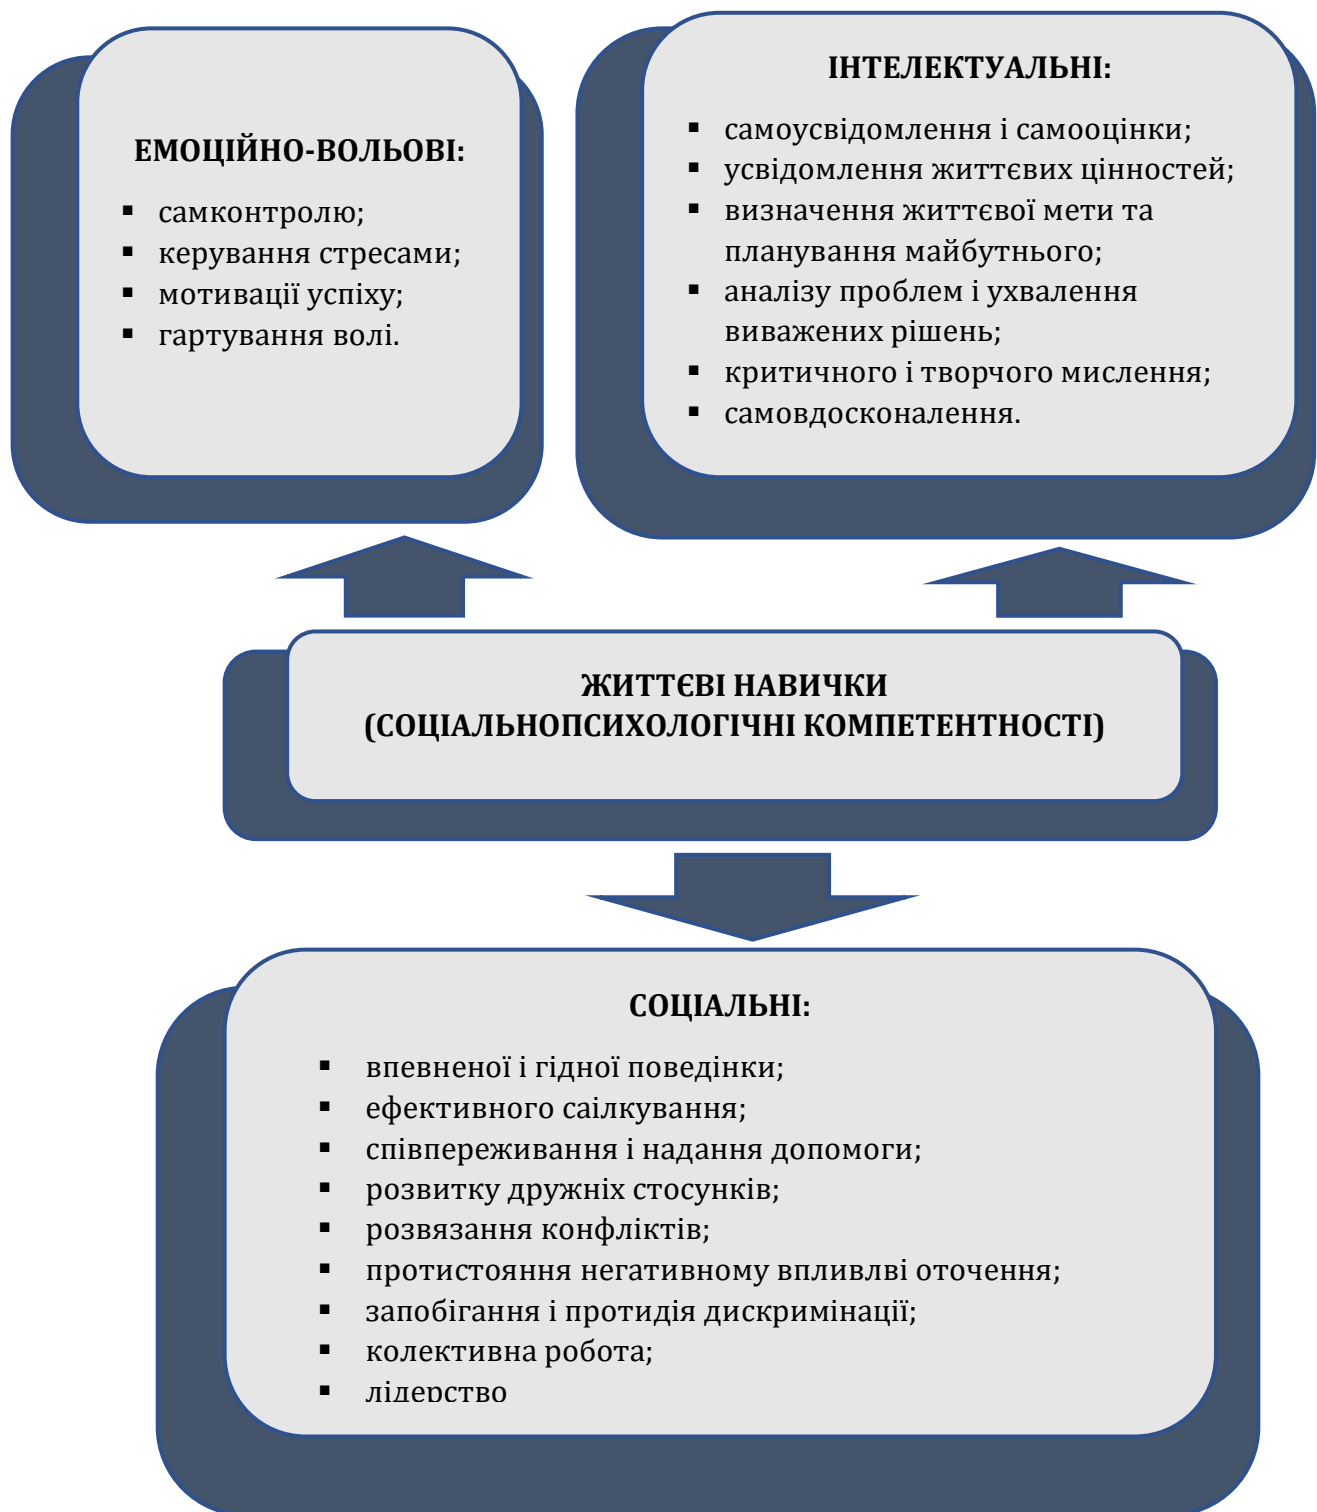 ЕМОЦІЙНО-ВОЛЬОВІ:
▪ самконтролю;
▪ керування стресами;
▪ мотивації успіху;
▪ гартування волі.
ІНТЕЛЕКТУАЛЬНІ:
▪ самоусвідомлення і самооцінки;
▪ усвідомлення життєвих цінностей;
▪ визначення життєвої мети та
планування майбутнього;
▪ аналізу проблем і ухвалення
виважених рішень;
▪ критичного і творчого мислення;
▪ самовдосконалення.
ЖИТТЄВІ НАВИЧКИ
(СОЦІАЛЬНОПСИХОЛОГІЧНІ КОМПЕТЕНТНОСТІ)
СОЦІАЛЬНІ:
▪ впевненої і гідної поведінки;
▪ ефективного саілкування;
▪ співпереживання і надання допомоги;
▪ розвитку дружніх стосунків;
▪ розвязання конфліктів;
▪ протистояння негативному впливлві оточення;
▪ запобігання і протидія дискримінації;
▪ колективна робота;
▪ лідерство